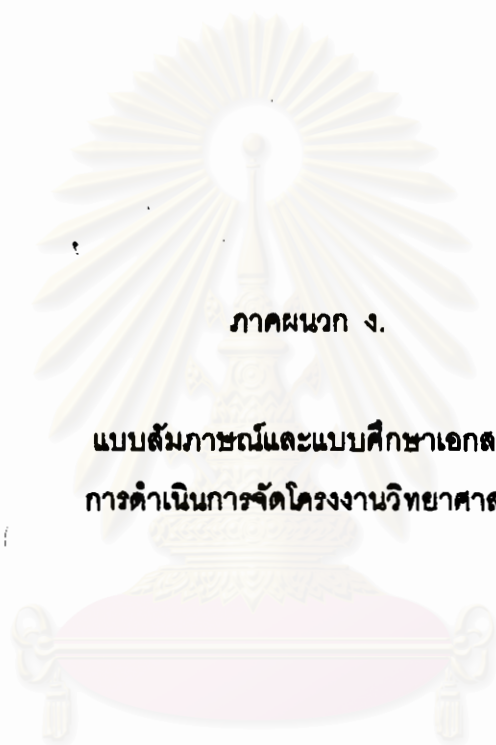 ภาคผนวก ง.
แบบสัมภาษณ์และแบบศึกษาเอกส
การดำเนินการจัดโครงงานวิทยาศาส